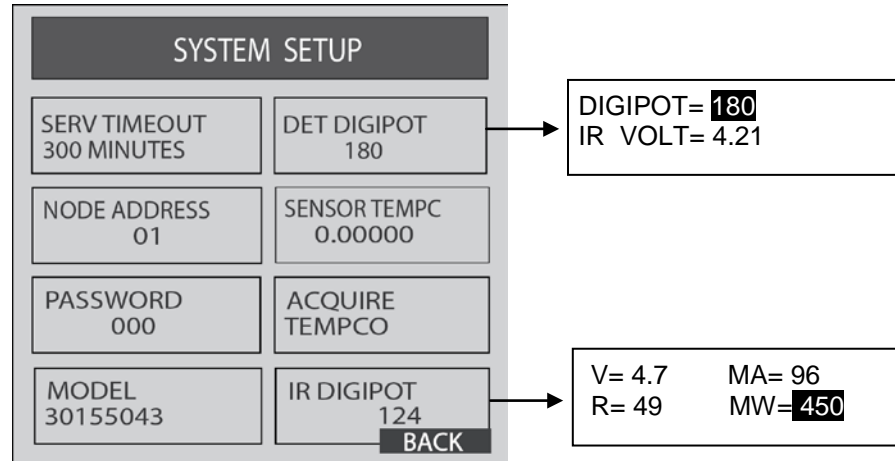 SYSTEM SETUP
SERV TIMEOUT
300 MINUTES
DET DIGIPOT
180
NODE ADDRESS
01
SENSOR TEMPC
0.00000
PASSWORD
000
ACQUIRE
TEMPCO
MODEL
30155043
IR DIGIPOT
124
BACK
DIGIPOT= 180
IR VOLT= 4.21
V= 4.7 MA= 96
R= 49 MW= 450